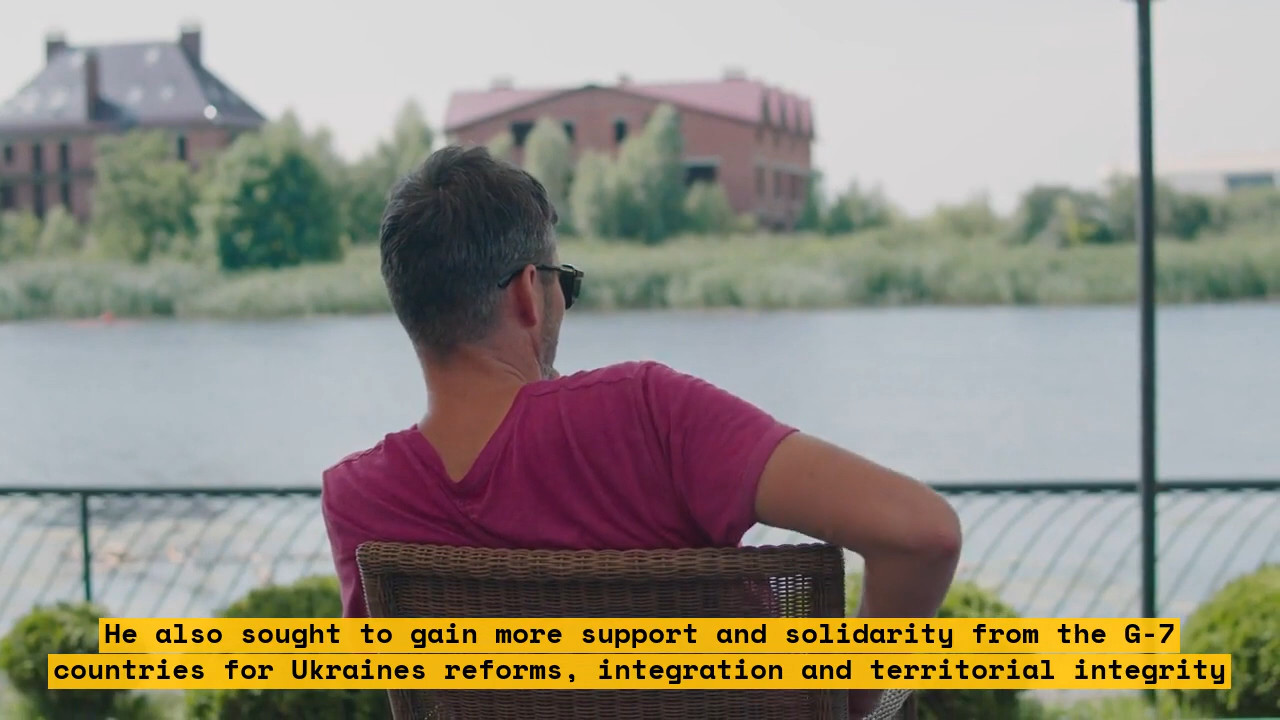 He also sought to gain more support and solidarity from the G-7
countries for Ukraines reforms, integration and territorial integrity